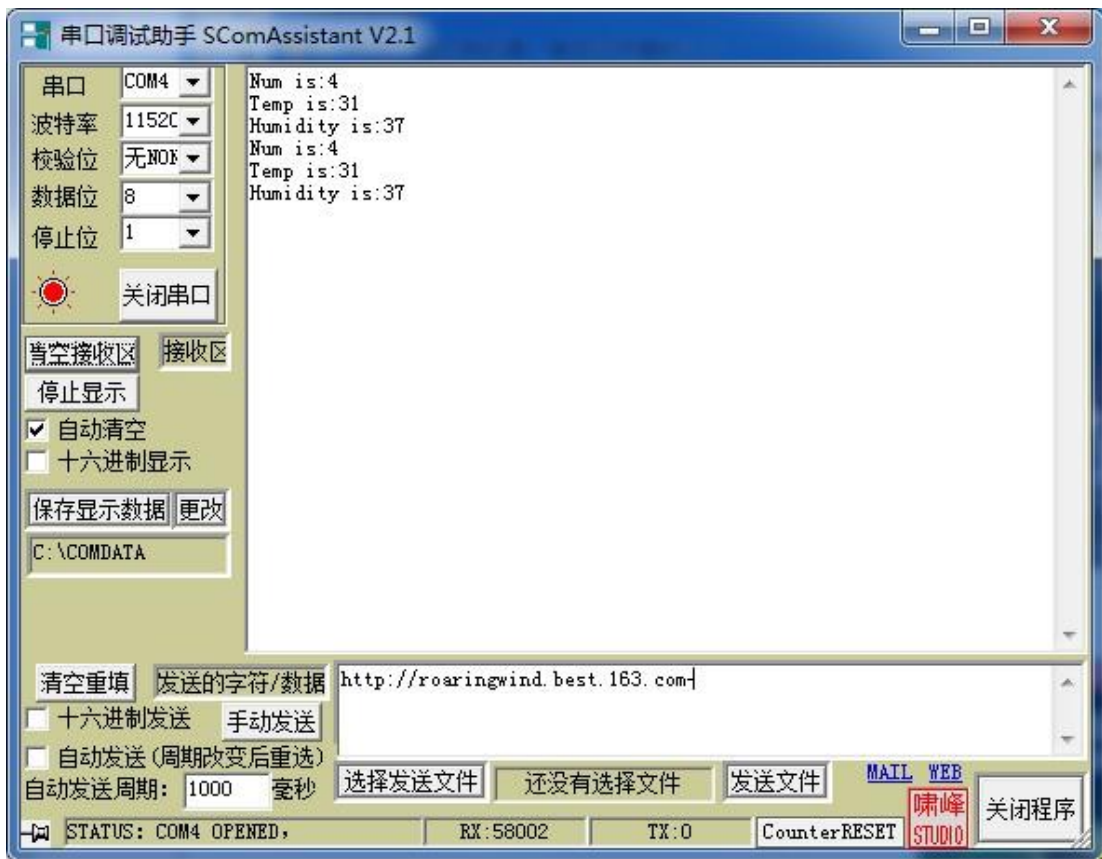 串口调试助手 SComAssistant V2.1
串口 COM4
波特率 11520
校验位 无NON
数据位 8
停止位 1
关闭串口
Num is:4
Temp is:31
Humidity is:37
Num is:4
Temp is:31
Humidity is:37
清空接收区 接收区
停止显示
自动清空
十六进制显示
保存显示数据 更改
C:\COMDATA
清空重填 发送的字符/数据
http://roaringwind.best.163.com
十六进制发送 手动发送
自动发送(周期改变后重选)
自动发送周期: 1000 毫秒
选择发送文件 还没有选择文件 发送文件
MAIL WEB
啸峰
STUDIO
关闭程序
STATUS: COM4 OPENED, RX:58002 TX:0 CounterRESET